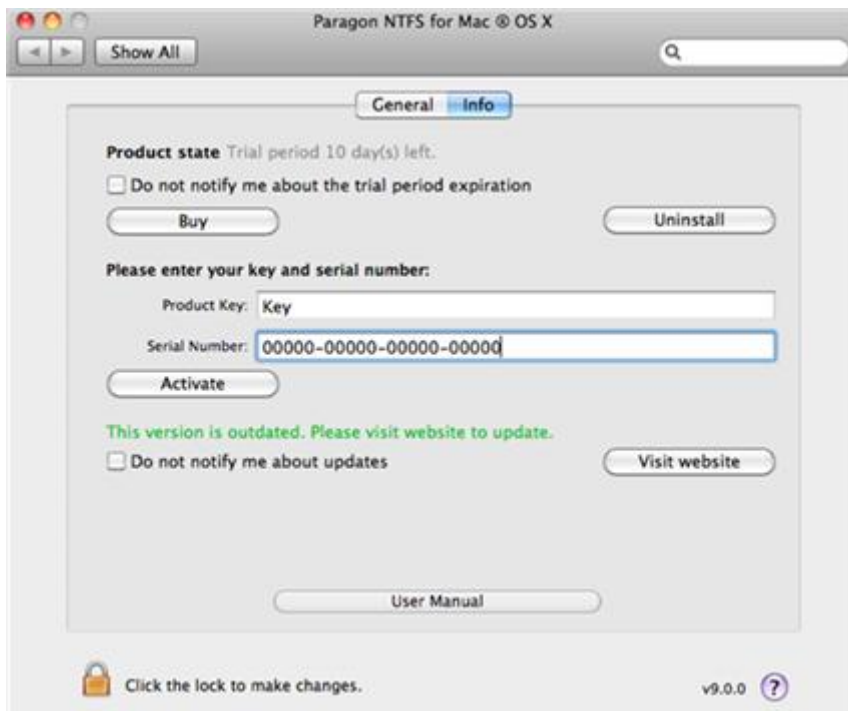 Paragon NTFS for Mac ® OS X
Show All
General Info
Product state Trial period 10 day(s) left.
Do not notify me about the trial period expiration
Buy Uninstall
Please enter your key and serial number:
Product Key: Key
Serial Number: 00000-00000-00000-00000
Activate
This version is outdated. Please visit website to update.
Do not notify me about updates Visit website
User Manual
Click the lock to make changes. v9.0.0 ?